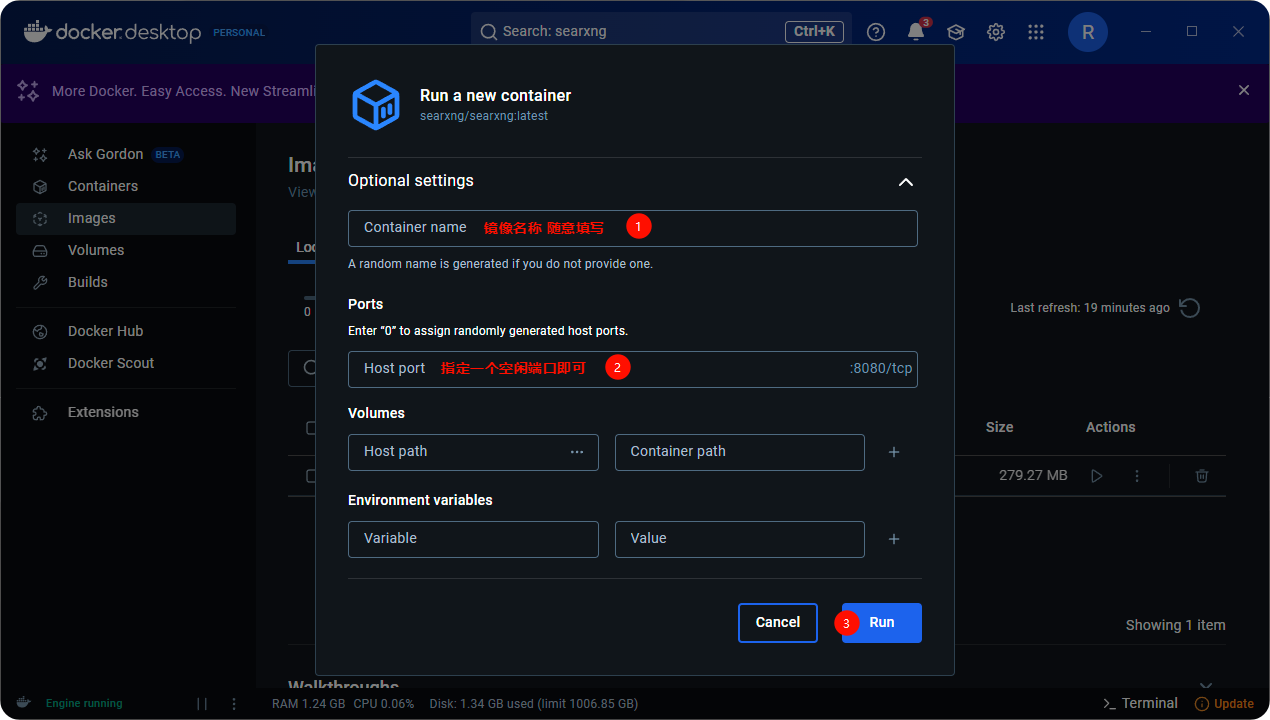 docker.desktop PERSONAL
Search: searxng Ctrl+K
3
R
More Docker. Easy Access. New Streamli
Run a new container
searxng/searxng:latest
Ask Gordon BETA
Containers
Images
Volumes
Builds
Docker Hub
Docker Scout
Extensions
Ima
View
Loc
0
Optional settings
Container name 镜像名称 随意填写 1
A random name is generated if you do not provide one.
Ports
Enter “0” to assign randomly generated host ports.
Host port 指定一个空闲端口即可 2 :8080/tcp
Volumes
Host path ... Container path +
Environment variables
Variable Value +
Cancel 3 Run
Last refresh: 19 minutes ago
Size Actions
279.27 MB
Showing 1 item
Walkthroughs
Engine running RAM 1.24 GB CPU 0.06% Disk: 1.34 GB used (limit 1006.85 GB) >_ Terminal Update